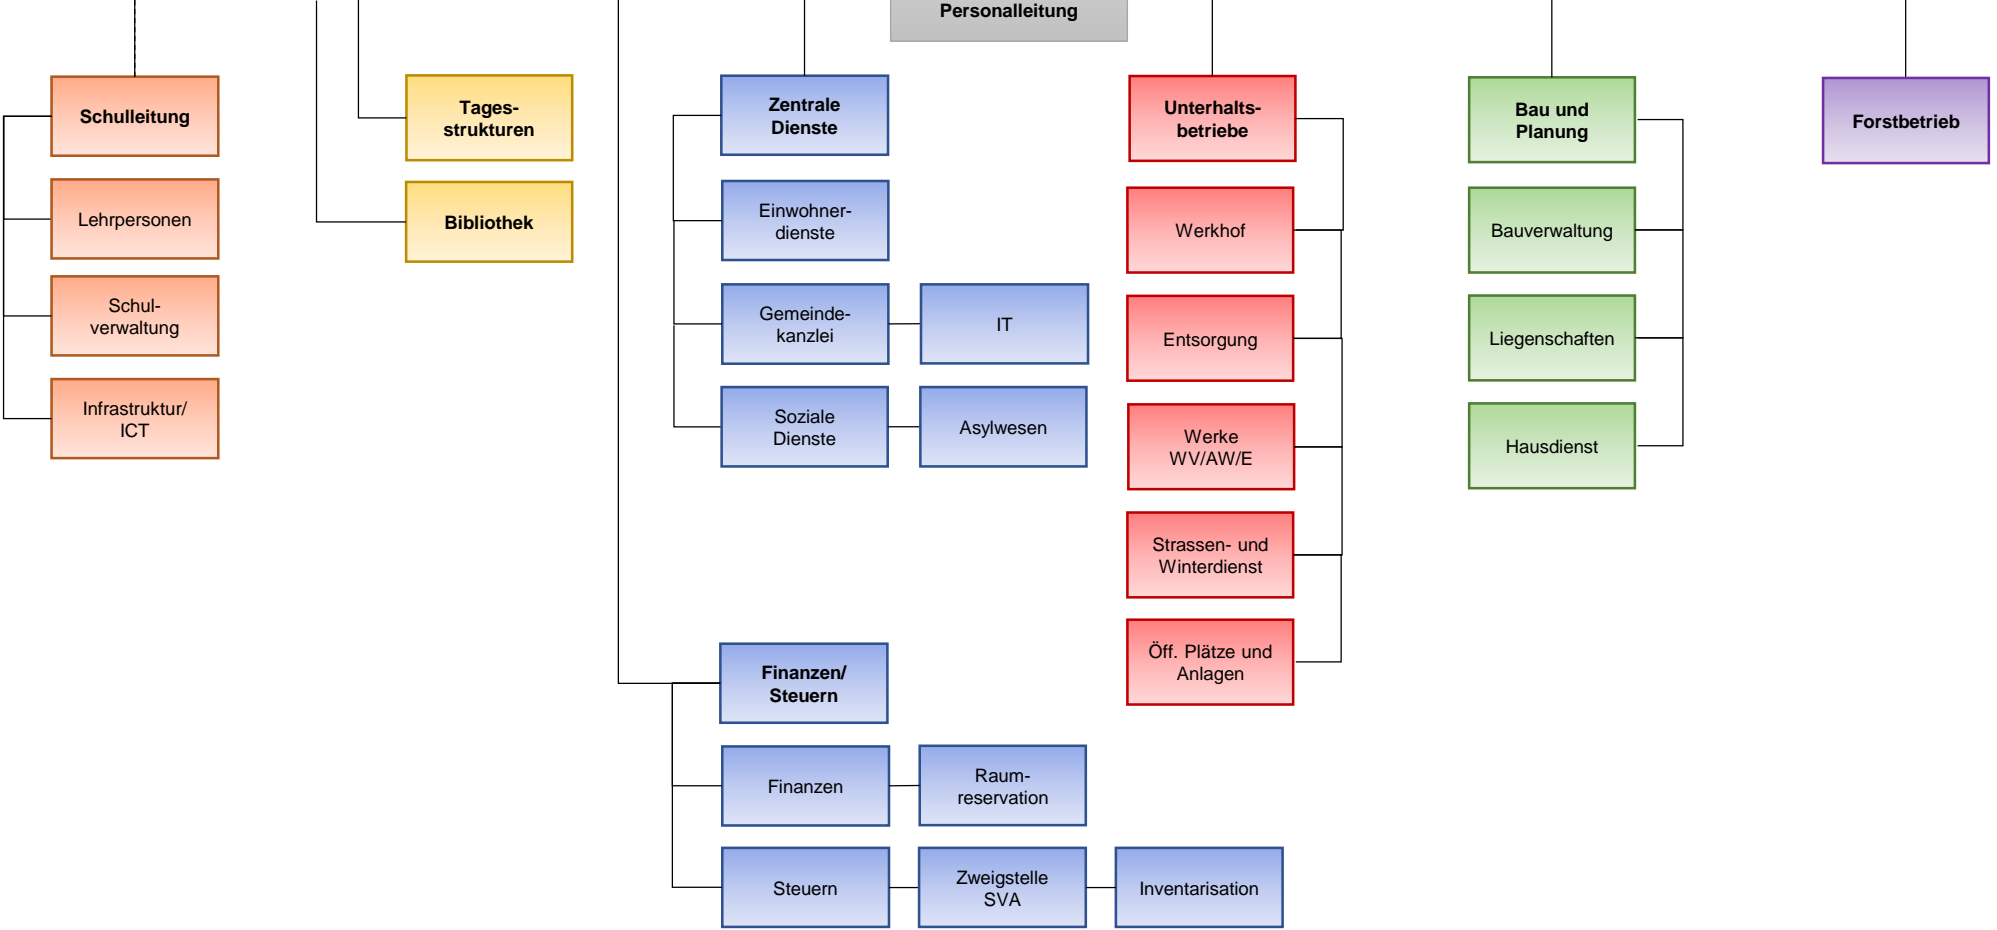 Personalleitung
Schulleitung
Lehrpersonen
Schul-
verwaltung
Infrastruktur/
ICT
Tages-
strukturen
Bibliothek
Zentrale
Dienste
Einwohner-
dienste
Gemeinde-
kanzlei
IT
Soziale
Dienste
Asylwesen
Finanzen/
Steuern
Finanzen
Raum-
reservation
Steuern
Zweigstelle
SVA
Inventarisation
Unterhalts-
betriebe
Werkhof
Entsorgung
Werke
WV/AW/E
Strassen- und
Winterdienst
Öff. Plätze und
Anlagen
Bau und
Planung
Bauverwaltung
Liegenschaften
Hausdienst
Forstbetrieb